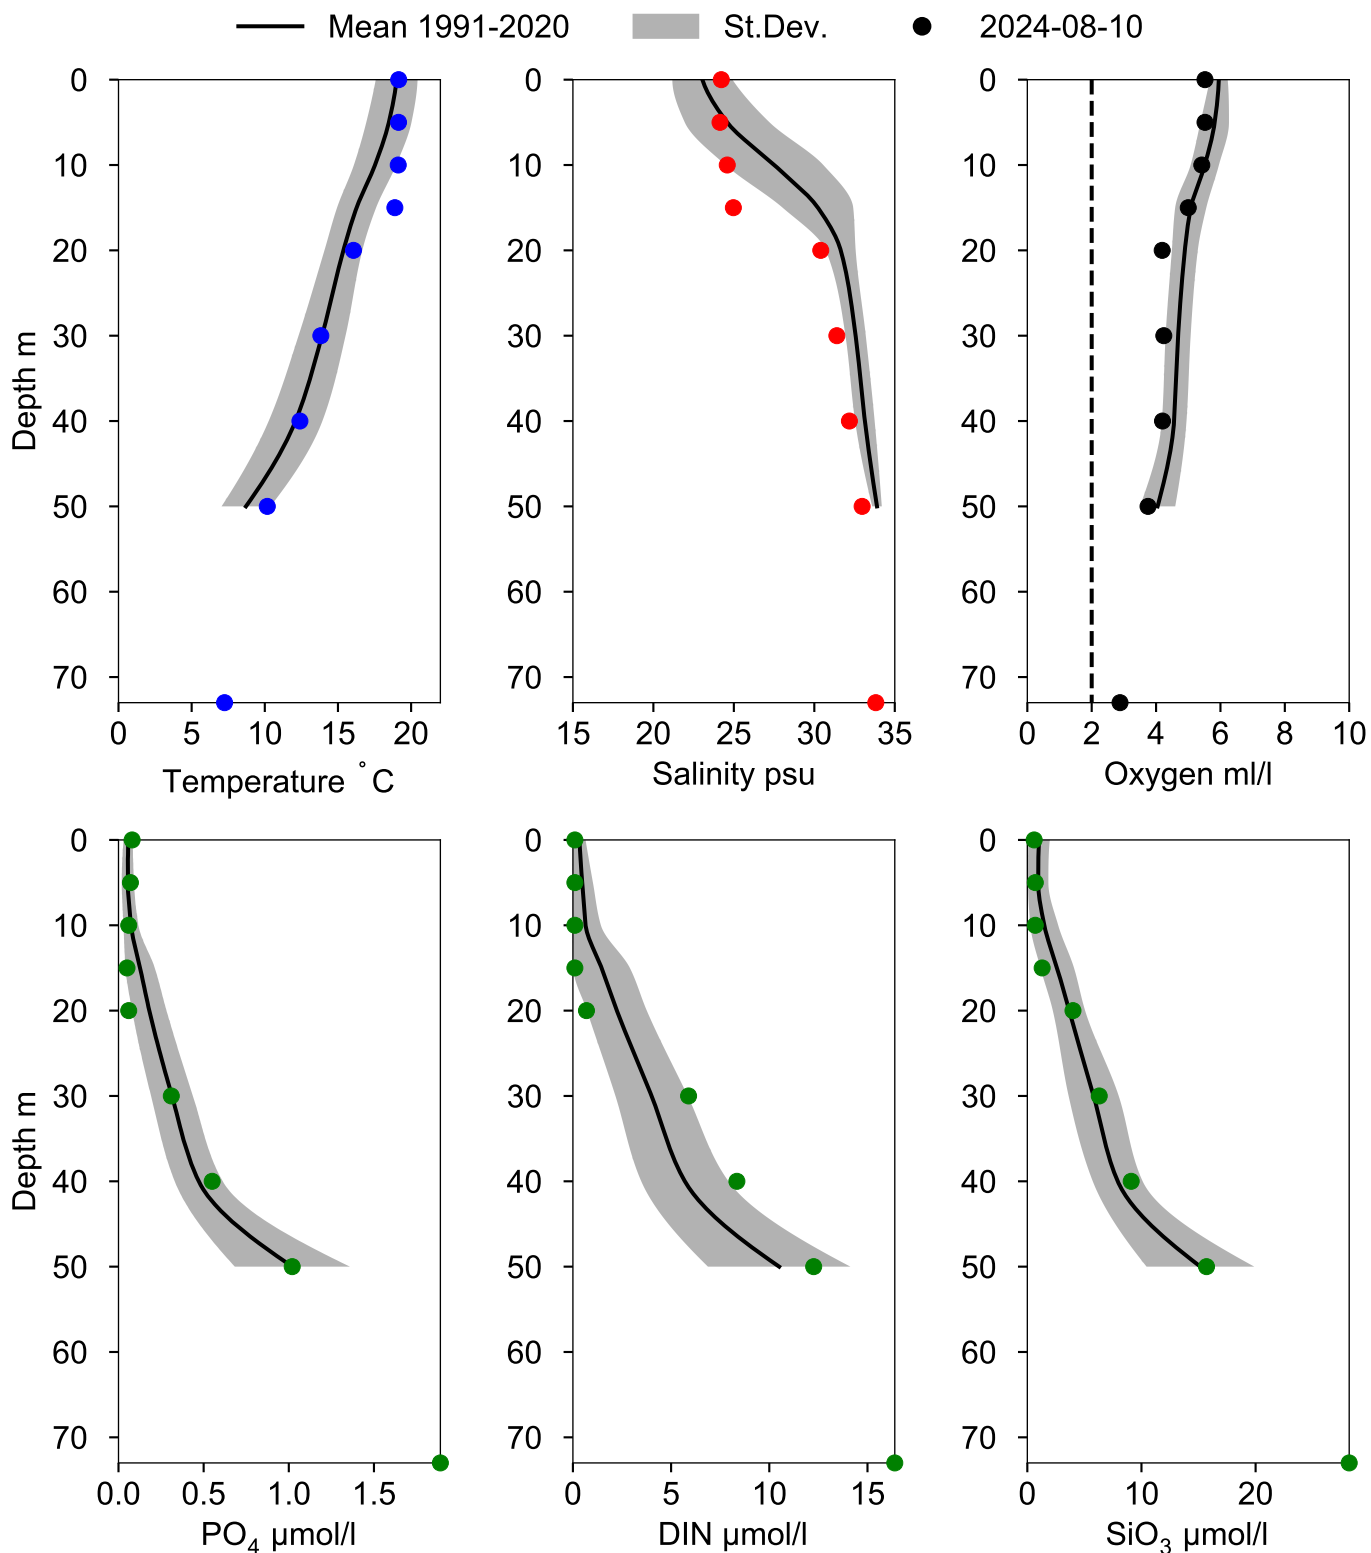 Mean 1991-2020 St.Dev. 2024-08-10
0 0 0
10 10 10
20 20 20
30 30 30
40 40 40
50 50 50
60 60 60
70 70 70
Depth m
0 5 10 15 20 15 20 25 30 35 0 2 4 6 8 10
Temperature ˚C Salinity psu Oxygen ml/l
0 0 0
10 10 10
20 20 20
30 30 30
40 40 40
50 50 50
60 60 60
70 70 70
Depth m
0.0 0.5 1.0 1.5 0 5 10 15 0 10 20
PO₄ µmol/l DIN µmol/l SiO₃ µmol/l